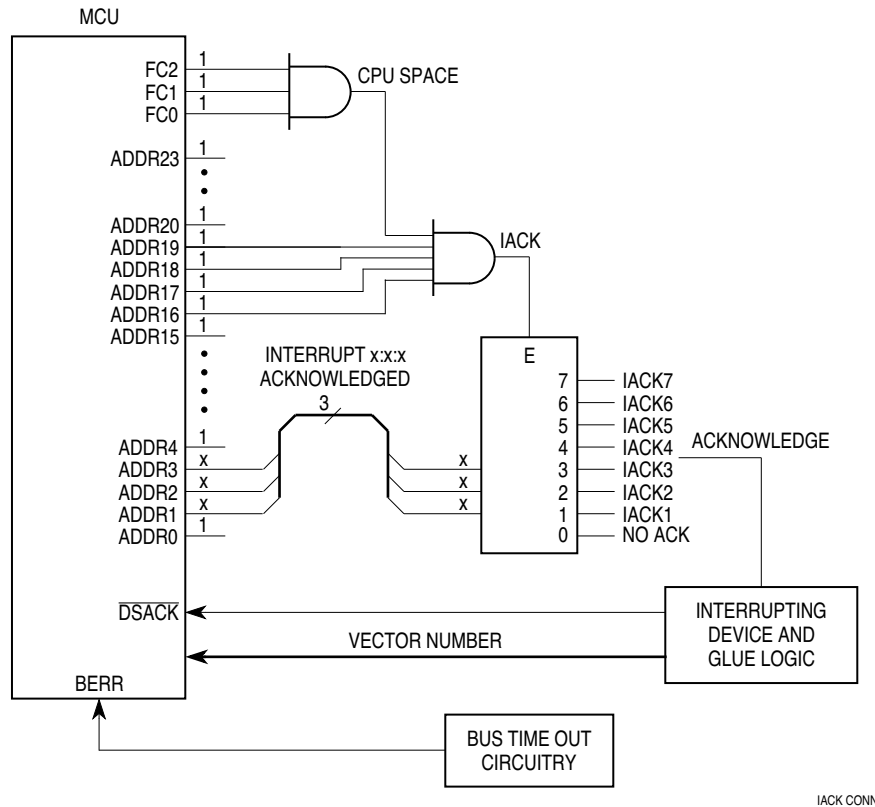 MCU
FC2 1
FC1 1
FC0 1
CPU SPACE
ADDR23 1
ADDR20 1
ADDR19 1
IACK
ADDR18 1
ADDR17 1
ADDR16 1
ADDR15 1
INTERRUPT x:x:x
ACKNOWLEDGED
3
E
7 IACK7
6 IACK6
5 IACK5
4 IACK4
3 IACK3
2 IACK2
1 IACK1
0 NO ACK
ACKNOWLEDGE
ADDR4 1
ADDR3 x x
ADDR2 x x
ADDR1 x x
ADDR0 1
DSACK
INTERRUPTING
DEVICE AND
GLUE LOGIC
VECTOR NUMBER
BERR
BUS TIME OUT
CIRCUITRY
IACK CONN